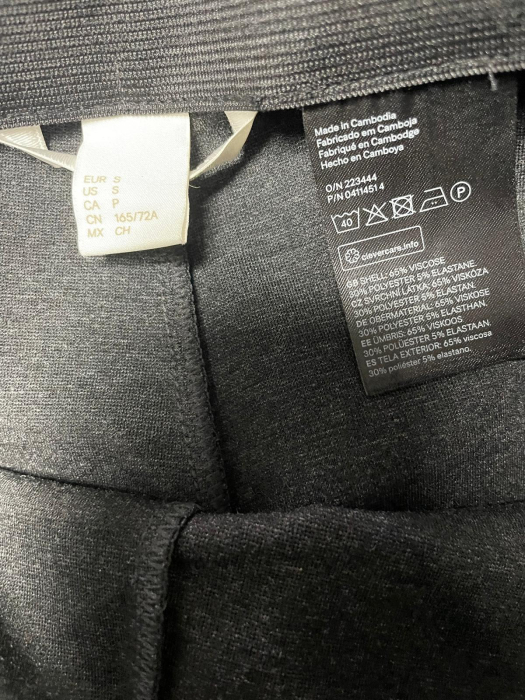 EUR S
US S
CA P
CN 165/72A
MX CH
Made in Cambodia
Fabricado em Camboja
Fabriqué en Cambodge
Hecho en Camboya
O/N 223444
P/N 04114514
40 P
clevercare.info
GB SHELL: 65% VISCOSE
30% POLYESTER 5% ELASTANE.
CZ SVRCHNÍ LÁTKA: 65% VISKÓZA
30% POLYESTER 5% ELASTAN.
DE OBERMATERIAL: 65% VISKOSE
30% POLYESTER 5% ELASTHAN.
EE ÜMBRIS: 65% VISKOOS
30% POLÜESTER 5% ELASTAAN.
ES TELA EXTERIOR: 65% viscosa
30% poliéster 5% elastano.